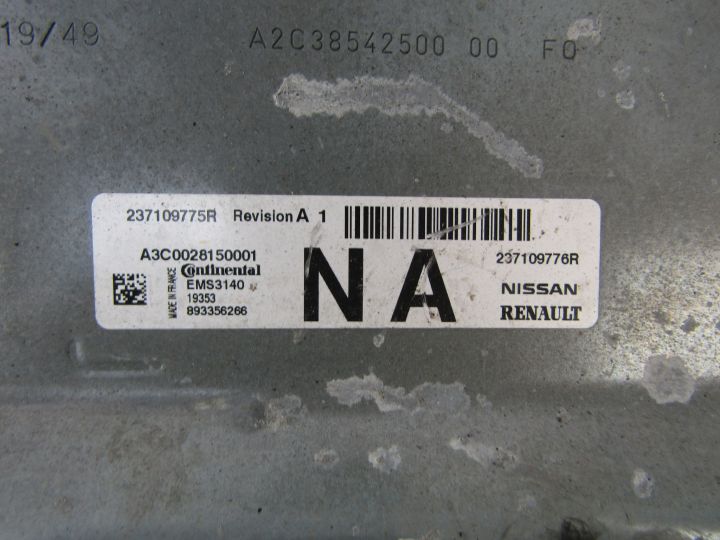 19/49
A2C38542500 00 F0
237109775R Revision A 1
A3C0028150001
Continental
EMS3140
19353
893356266
MADE IN FRANCE
NA
237109776R
NISSAN
RENAULT